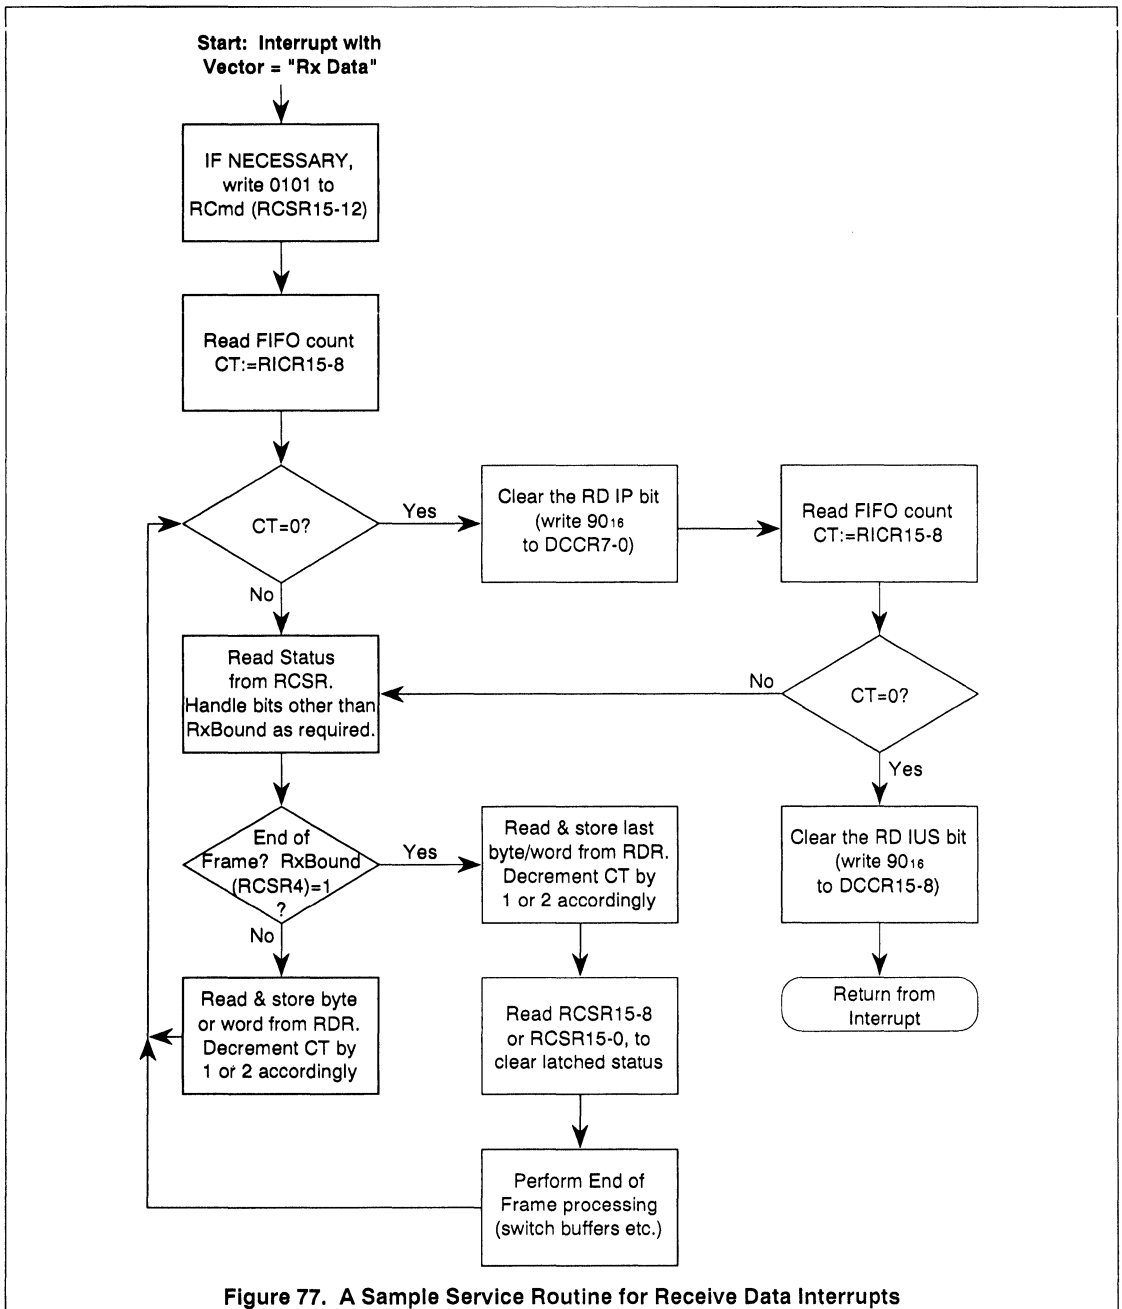 Start: Interrupt with
Vector = "Rx Data"
IF NECESSARY,
write 0101 to
RCmd (RCSR15-12)
Read FIFO count
CT:=RICR15-8
CT=0?
Yes
No
Clear the RD IP bit
(write 90₁₆
to DCCR7-0)
Read FIFO count
CT:=RICR15-8
CT=0?
No
Yes
Read Status
from RCSR.
Handle bits other than
RxBound as required.
End of
Frame? RxBound
(RCSR4)=1
?
Yes
No
Read & store last
byte/word from RDR.
Decrement CT by
1 or 2 accordingly
Clear the RD IUS bit
(write 90₁₆
to DCCR15-8)
Read & store byte
or word from RDR.
Decrement CT by
1 or 2 accordingly
Read RCSR15-8
or RCSR15-0, to
clear latched status
Return from
Interrupt
Perform End of
Frame processing
(switch buffers etc.)
Figure 77. A Sample Service Routine for Receive Data Interrupts